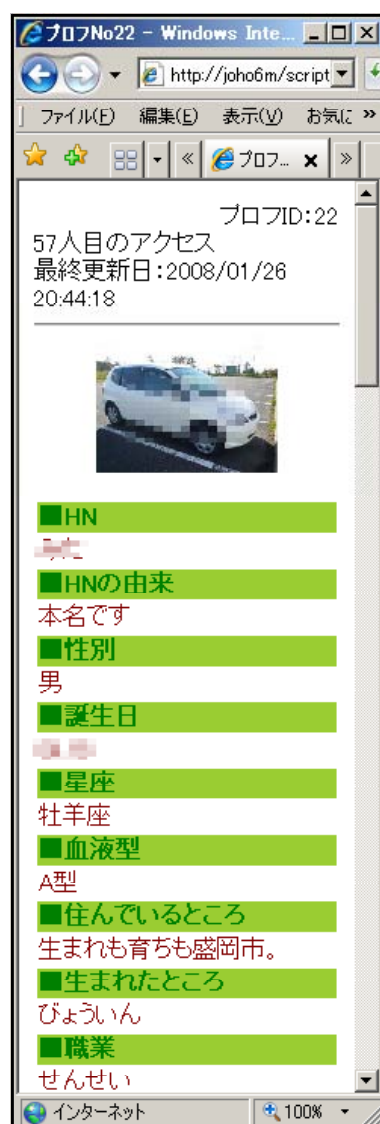 プロフNo22 - Windows Inte...
http://joho6m/script
ファイル(F) 編集(E) 表示(V) お気に »
« プロフ... »
プロフID:22
57人目のアクセス
最終更新日:2008/01/26
20:44:18
■HN
■HNの由来
本名です
■性別
男
■誕生日
■星座
牡羊座
■血液型
A型
■住んでいるところ
生まれも育ちも盛岡市。
■生まれたところ
びょういん
■職業
せんせい
インターネット 100%